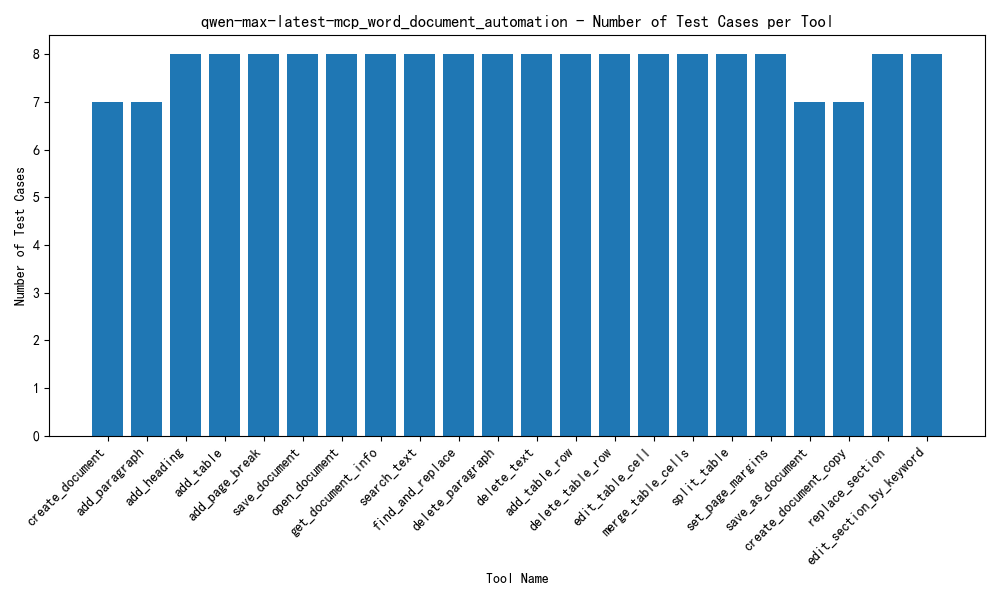 qwen-max-latest-mcp_word_document_automation - Number of Test Cases per Tool
Number of Test Cases
8
7
6
5
4
3
2
1
0
create_document
add_paragraph
add_heading
add_table
add_page_break
save_document
open_document
get_document_info
search_text
find_and_replace
delete_paragraph
delete_text
add_table_row
delete_table_row
edit_table_cell
merge_table_cells
split_table
set_page_margins
save_as_document
create_document_copy
replace_section
edit_section_by_keyword
Tool Name